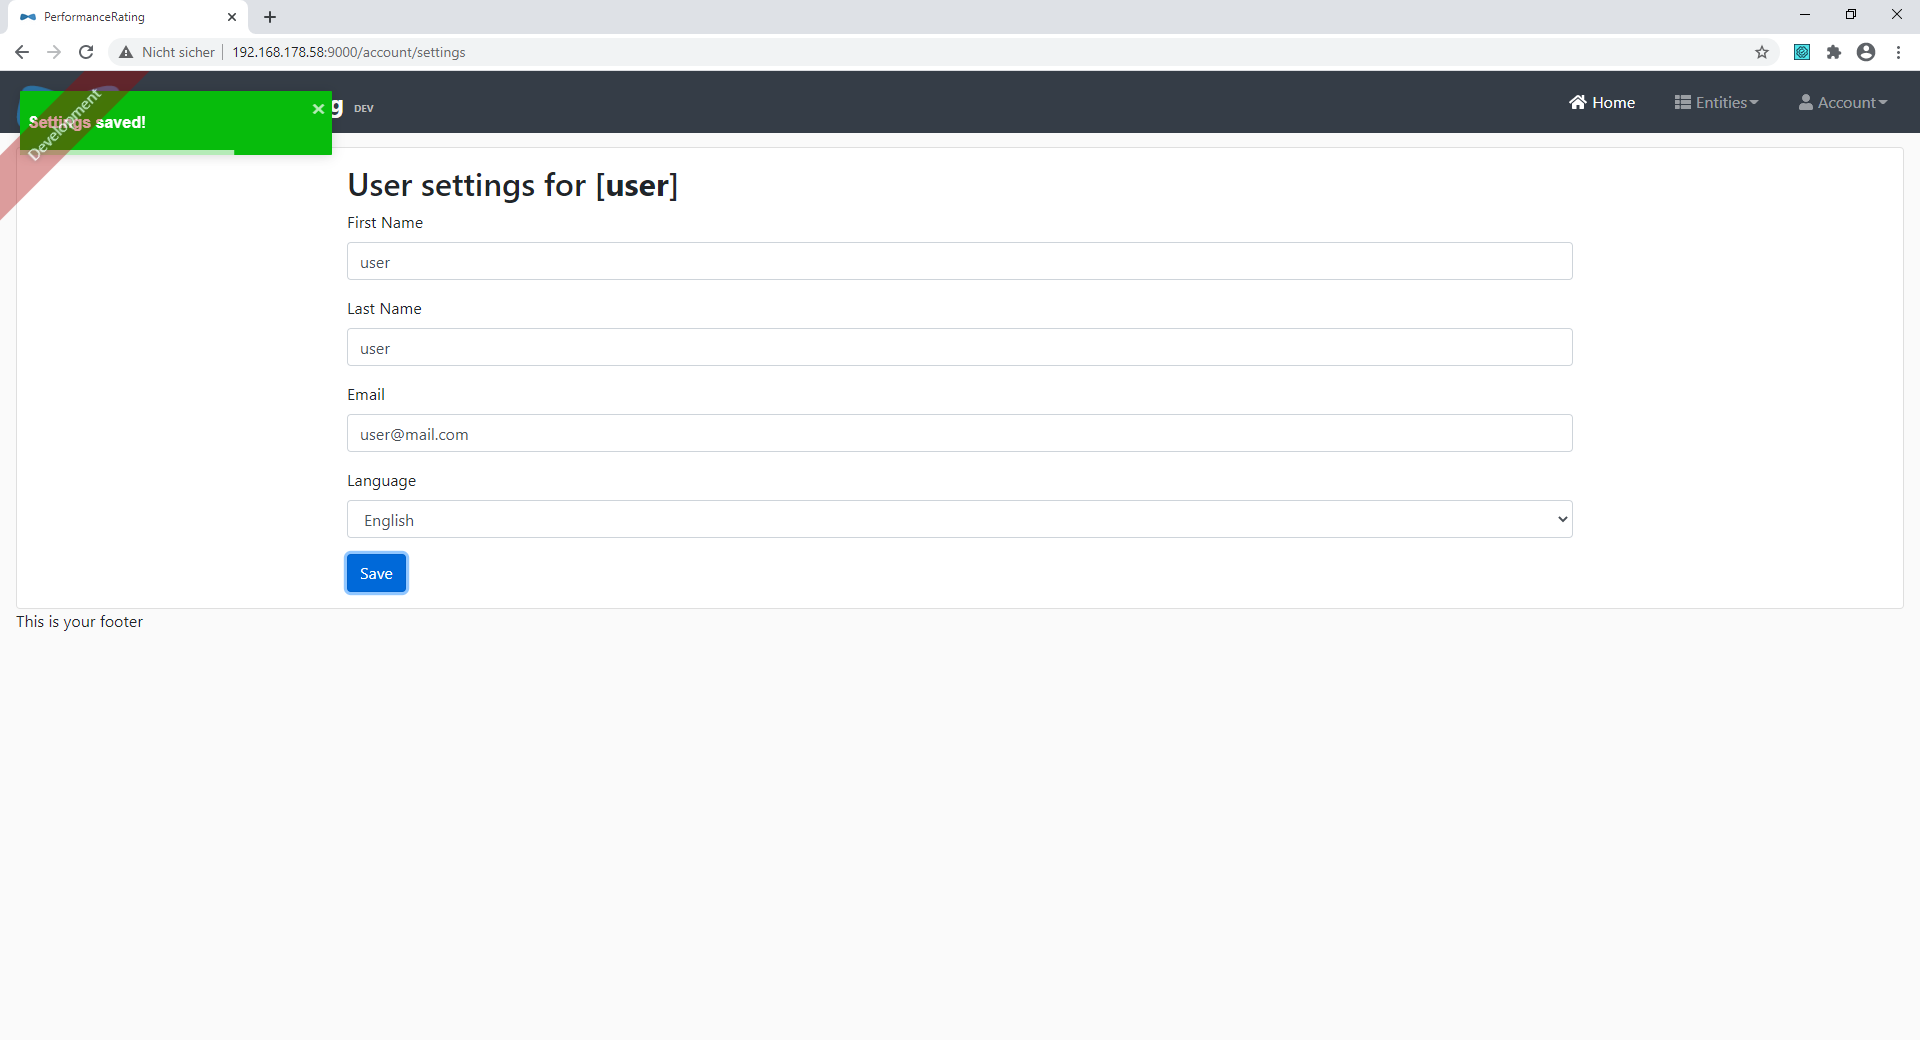 PerformanceRating
Nicht sicher
192.168.178.58:9000/account/settings
Development
Settings saved!
g DEV
Home
Entities
Account
User settings for [user]
First Name
user
Last Name
user
Email
user@mail.com
Language
English
Save
This is your footer